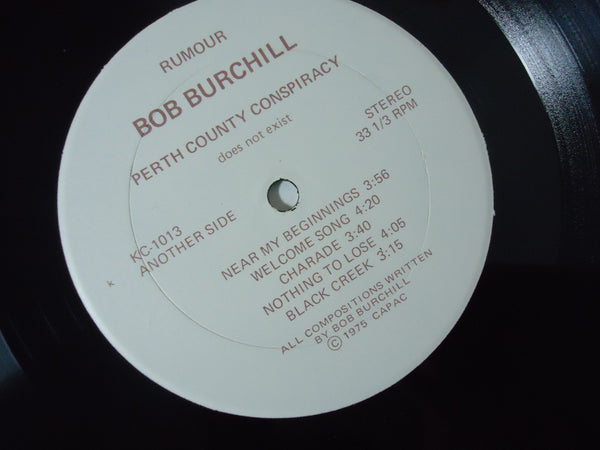 RUMOUR
BOB BURCHILL
PERTH COUNTY CONSPIRACY
does not exist
STEREO
33 1/3 RPM
KC-1013
ANOTHER SIDE
NEAR MY BEGINNINGS 3:56
WELCOME SONG 4:20
CHARADE 3:40
NOTHING TO LOSE 4:05
BLACK CREEK 3:15
ALL COMPOSITIONS WRITTEN
BY BOB BURCHILL
© 1975 CAPAC
K